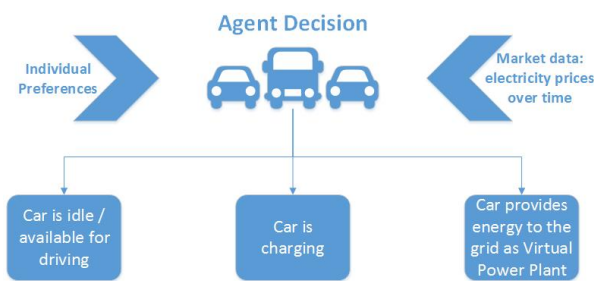 Agent Decision
Individual
Preferences
Market data:
electricity prices
over time
Car is idle /
available for
driving
Car is
charging
Car provides
energy to the
grid as Virtual
Power Plant